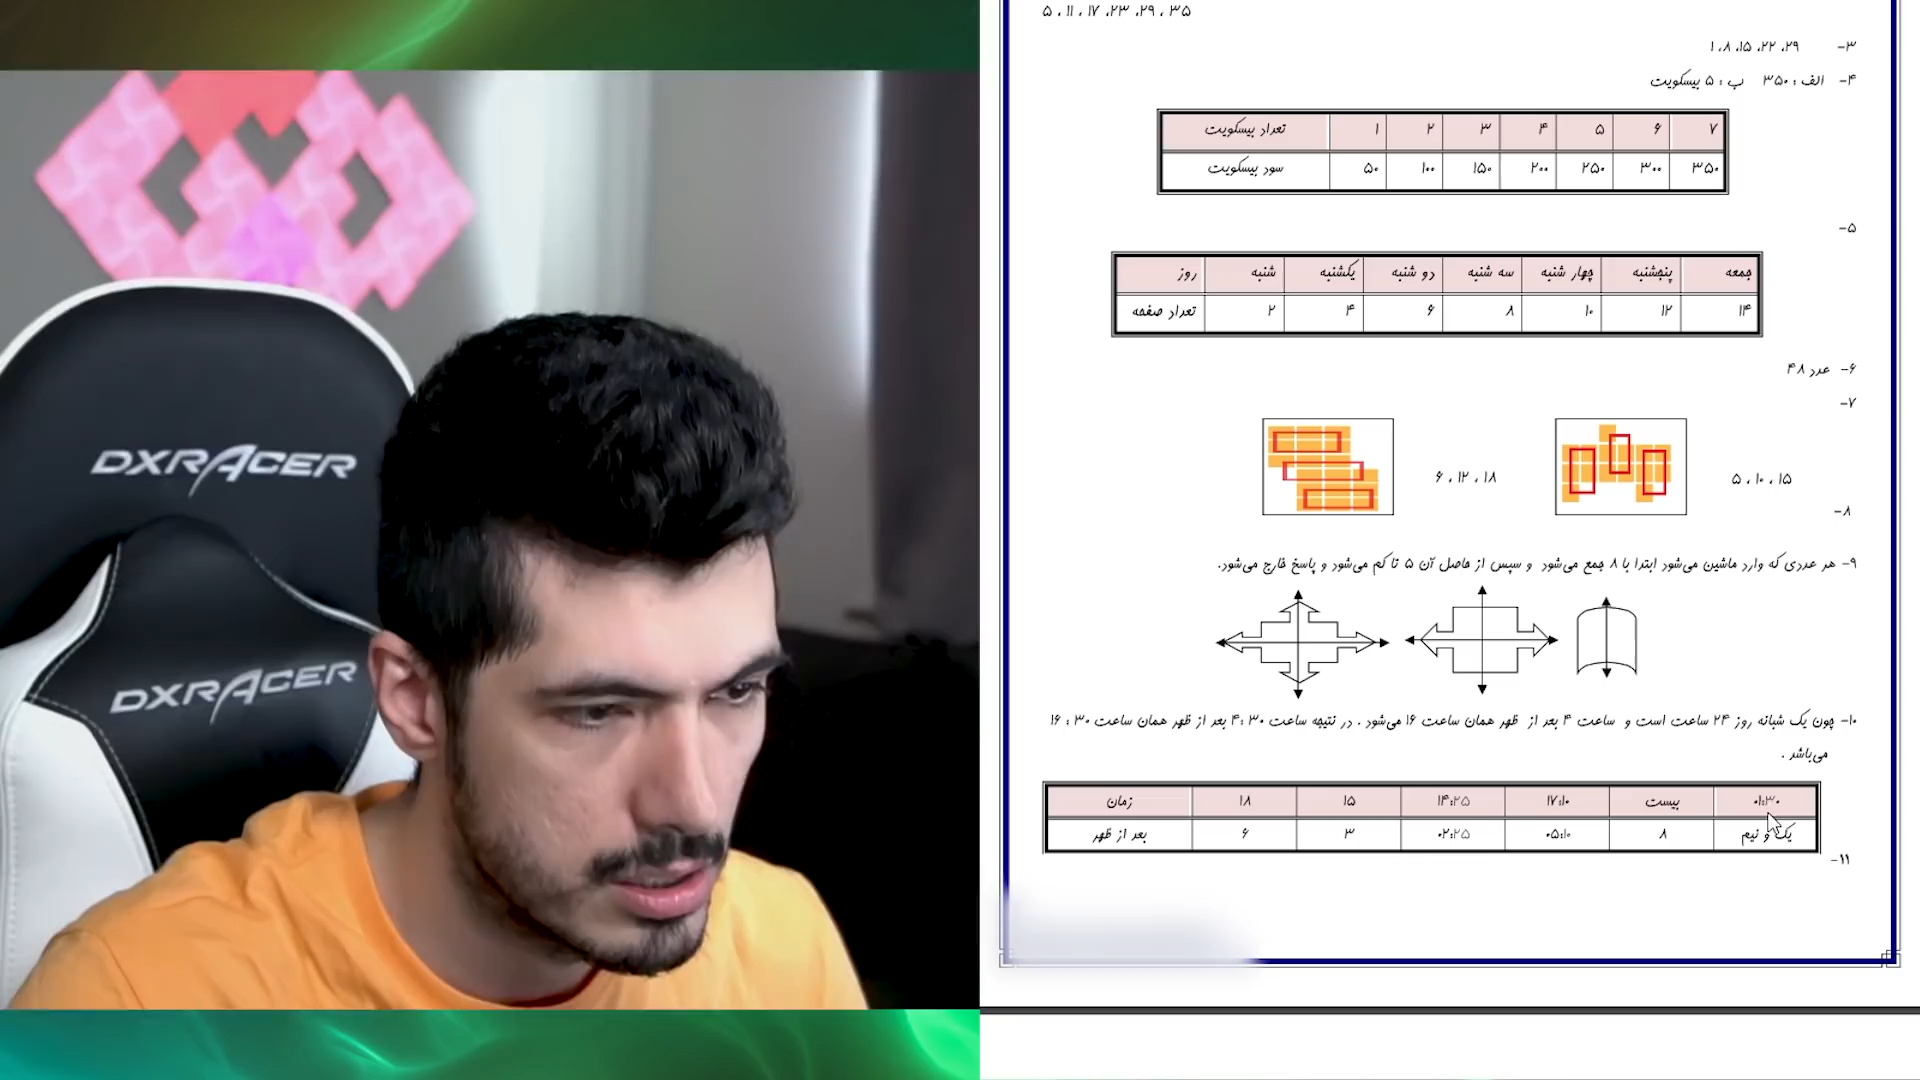 DXRACER
DXRACER
۵ ، ۱۱ ، ۱۷ ، ۲۳ ، ۲۹ ، ۳۵
۳- ۱ ،۸ ،۱۵ ،۲۲ ،۲۹
۴- الف : ۳۵۰ ب : ۵ بیسکویت
تعداد بیسکویت ۱ ۲ ۳ ۴ ۵ ۶ ۷
سود بیسکویت ۵۰ ۱۰۰ ۱۵۰ ۲۰۰ ۲۵۰ ۳۰۰ ۳۵۰
۵-
روز شنبه یکشنبه دو شنبه سه شنبه چهار شنبه پنجشنبه جمعه
تعداد صفحه ۲ ۴ ۶ ۸ ۱۰ ۱۲ ۱۴
۶- عدد ۴۸
۷-
۵ ، ۱۰ ، ۱۵
۶ ، ۱۲ ، ۱۸
۸-
۹- هر عددی که وارد ماشین می‌شود ابتدا با ۸ جمع می‌شود و سپس از حاصل آن ۵ تا کم می‌شود و پاسخ خارج می‌شود.
۱۰- چون یک شبانه روز ۲۴ ساعت است و ساعت ۴ بعد از ظهر همان ساعت ۱۶ می‌شود . در نتیجه ساعت ۴:۳۰ بعد از ظهر همان ساعت ۱۶:۳۰
می‌باشد .
زمان ۱۸ ۱۵ ۱۴:۲۵ ۱۷:۱۰ بیست ۰۱:۳۰
بعد از ظهر ۶ ۳ ۰۲:۲۵ ۰۵:۱۰ ۸ یک و نیم
۱۱-